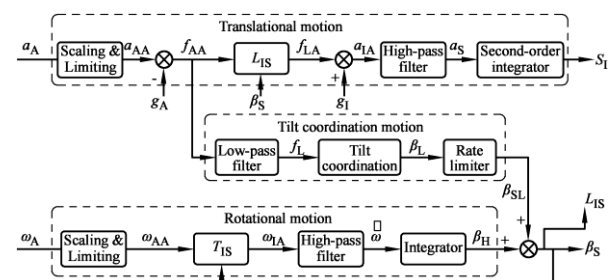 Translational motion
a_A Scaling & Limiting a_AA f_AA L_IS f_LA a_IA High-pass filter a_S Second-order integrator S_I
- g_A β_S + g_I
Tilt coordination motion
Low-pass filter f_L Tilt coordination β_L Rate limiter
β_SL
Rotational motion
L_IS
ω_A Scaling & Limiting ω_AA T_IS ω_IA High-pass filter ω Integrator β_H + + β_S